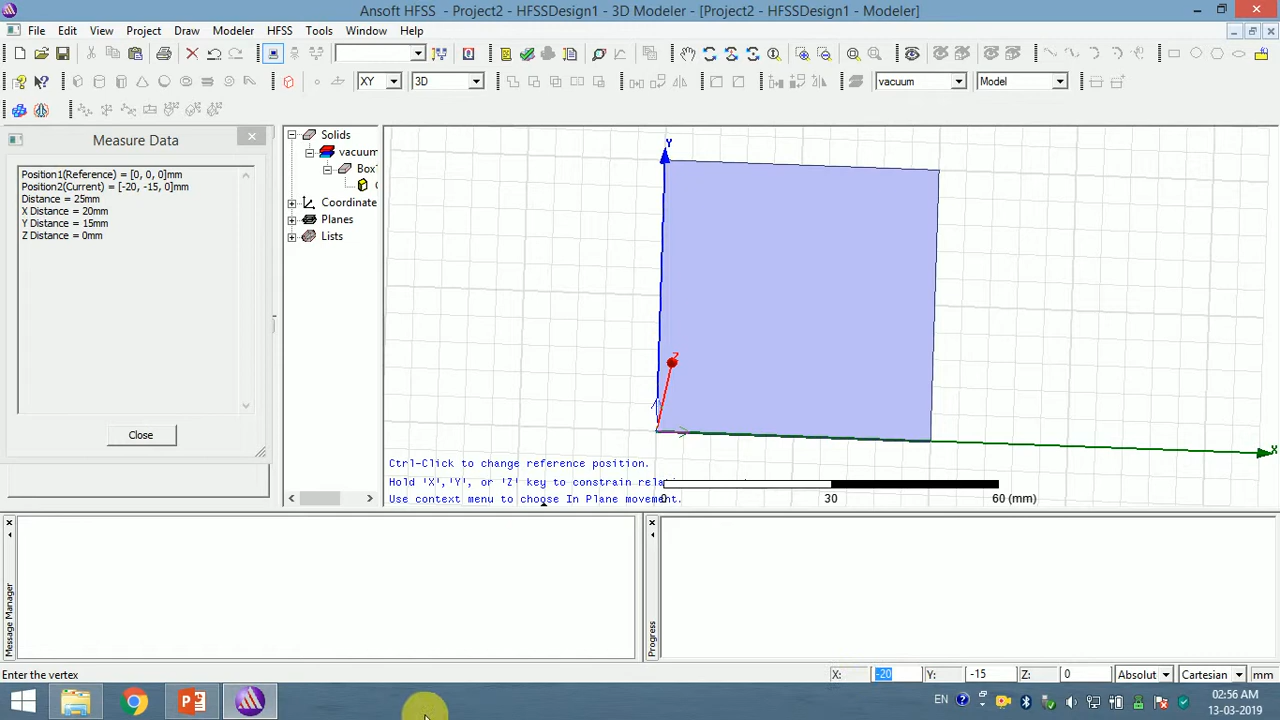 Ansoft HFSS - Project2 - HFSSDesign1 - 3D Modeler - [Project2 - HFSSDesign1 - Modeler]
File Edit View Project Draw Modeler HFSS Tools Window Help
XY 3D vacuum Model
Measure Data
Position1(Reference) = [0, 0, 0]mm
Position2(Current) = [-20, -15, 0]mm
Distance = 25mm
X Distance = 20mm
Y Distance = 15mm
Z Distance = 0mm
Close
Solids
vacuum
Box
Coordinate
Planes
Lists
Y
Z
X
Ctrl-Click to change reference position.
Hold 'X','Y', or 'Z' key to constrain rela
Use context menu to choose In Plane movement.
0 30 60 (mm)
Message Manager
Progress
Enter the vertex
X: -20 Y: -15 Z: 0 Absolut Cartesian mm
EN 02:56 AM
13-03-2019